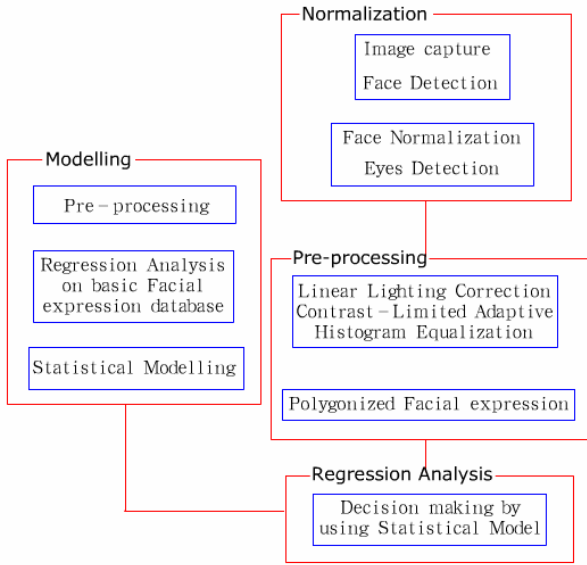 Normalization
Image capture
Face Detection
Face Normalization
Eyes Detection
Modelling
Pre-processing
Regression Analysis
on basic Facial
expression database
Statistical Modelling
Pre-processing
Linear Lighting Correction
Contrast-Limited Adaptive
Histogram Equalization
Polygonized Facial expression
Regression Analysis
Decision making by
using Statistical Model